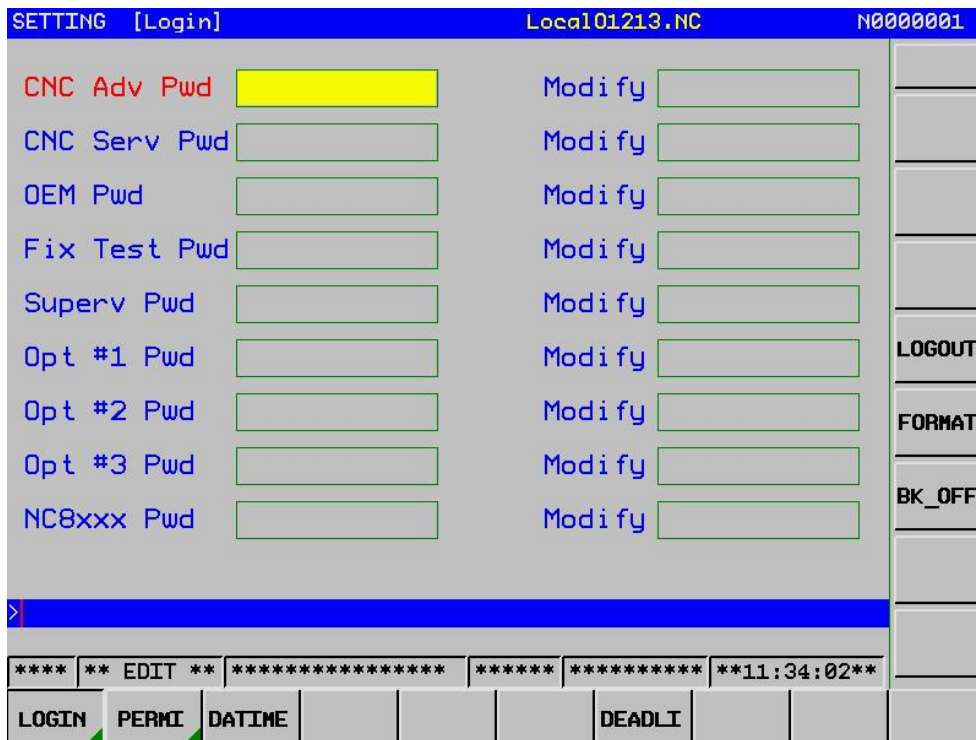 SETTING [Login] Local01213.NC N0000001
CNC Adv Pwd Modify
CNC Serv Pwd Modify
OEM Pwd Modify
Fix Test Pwd Modify
Superv Pwd Modify
Opt #1 Pwd Modify
LOGOUT
Opt #2 Pwd Modify
FORMAT
Opt #3 Pwd Modify
BK_OFF
NC8xxx Pwd Modify
>
**** ** EDIT ** **************** ****** ********** **11:34:02**
LOGIN PERMI DATIME DEADLI